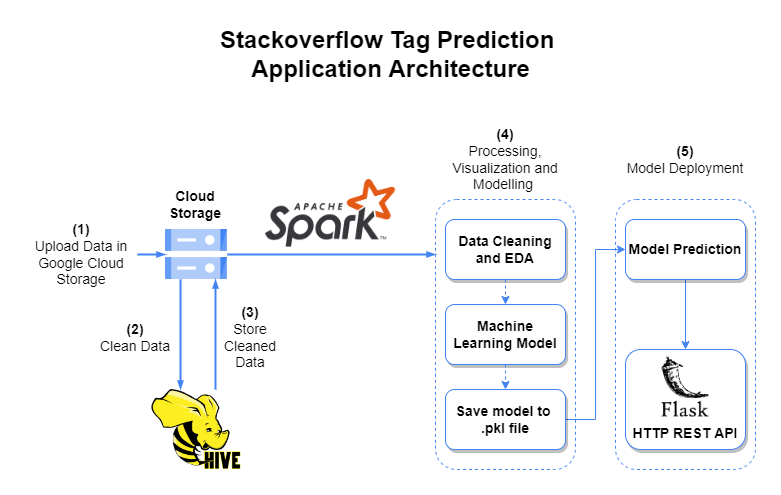 Stackoverflow Tag Prediction
Application Architecture
(1)
Upload Data in
Google Cloud
Storage
Cloud
Storage
(2)
Clean Data
(3)
Store
Cleaned
Data
HIVE
APACHE
Spark™
(4)
Processing,
Visualization and
Modelling
Data Cleaning
and EDA
Machine
Learning Model
Save model to
.pkl file
(5)
Model Deployment
Model Prediction
Flask
HTTP REST API